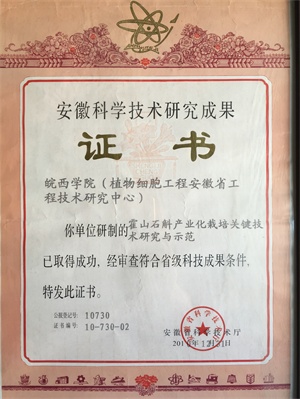 安徽科学技术研究成果
证书
皖西学院（植物细胞工程安徽省工
程技术研究中心）
你单位研制的霍山石斛产业化栽培关键技
术研究与示范
已取得成功，经审查符合省级科技成果条件，
特发此证书。
公报登记号：10730
证书编号：10-730-02
安徽省科学技术厅